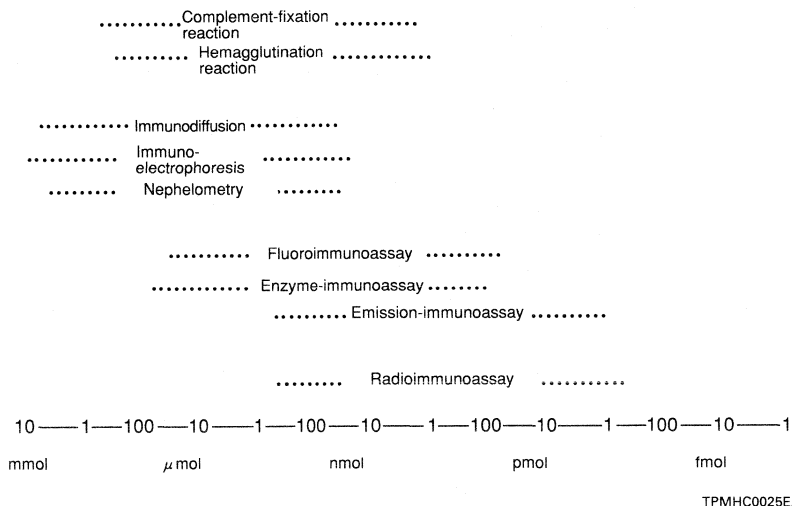 Complement-fixation
reaction
Hemagglutination
reaction
Immunodiffusion
Immuno-
electrophoresis
Nephelometry
Fluoroimmunoassay
Enzyme-immunoassay
Emission-immunoassay
Radioimmunoassay
10——1——100——10——1——100——10——1——100——10——1——100——10——1
mmol μmol nmol pmol fmol
TPMHC0025E